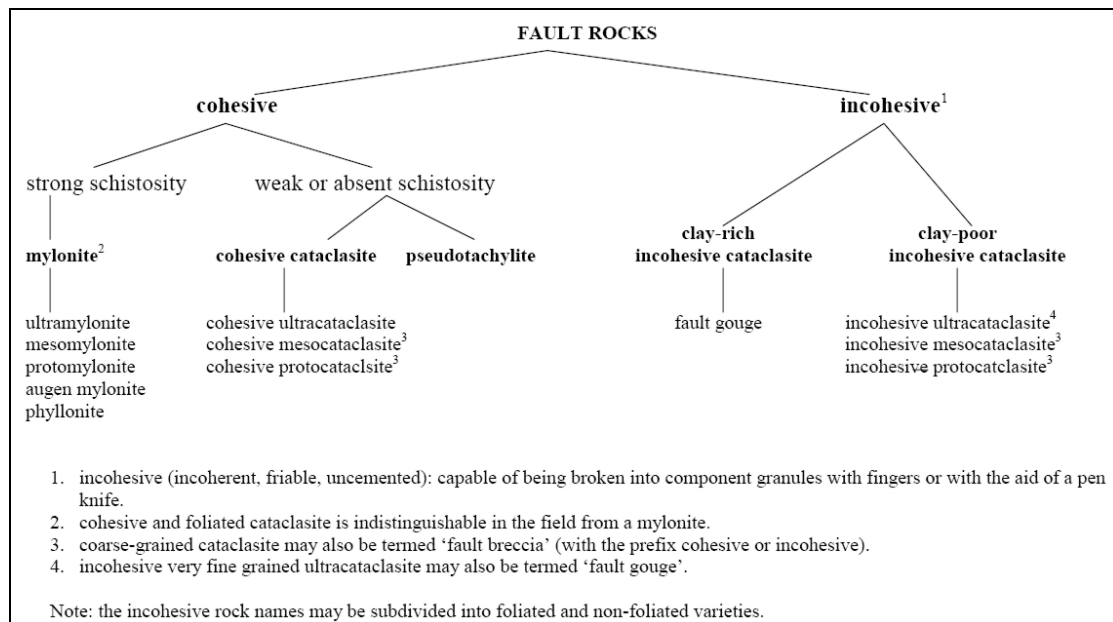 FAULT ROCKS
cohesive
incohesive¹
strong schistosity
weak or absent schistosity
mylonite²
cohesive cataclasite
pseudotachylite
clay-rich
incohesive cataclasite
clay-poor
incohesive cataclasite
ultramylonite
mesomylonite
protomylonite
augen mylonite
phyllonite
cohesive ultracataclasite
cohesive mesocataclasite³
cohesive protocataclsite³
fault gouge
incohesive ultracataclasite⁴
incohesive mesocataclasite³
incohesive protocatclasite³
1. incohesive (incoherent, friable, uncemented): capable of being broken into component granules with fingers or with the aid of a pen
knife.
2. cohesive and foliated cataclasite is indistinguishable in the field from a mylonite.
3. coarse-grained cataclasite may also be termed ‘fault breccia’ (with the prefix cohesive or incohesive).
4. incohesive very fine grained ultracataclasite may also be termed ‘fault gouge’.
Note: the incohesive rock names may be subdivided into foliated and non-foliated varieties.